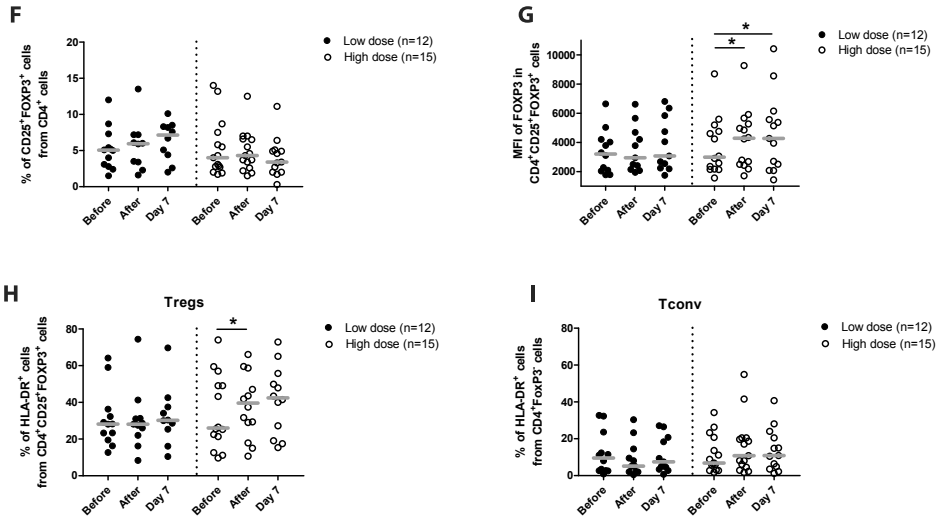 F
% of CD25⁺FOXP3⁺ cells
from CD4⁺ cells
20
15
10
5
0
Before
After
Day 7
Before
After
Day 7
Low dose (n=12)
High dose (n=15)
G
MFI of FOXP3 in
CD4⁺CD25⁺FOXP3⁺ cells
10000
8000
6000
4000
2000
*
*
Before
After
Day 7
Before
After
Day 7
Low dose (n=12)
High dose (n=15)
H
Tregs
% of HLA-DR⁺ cells
from CD4⁺CD25⁺FOXP3⁺ cells
80
60
40
20
0
*
Before
After
Day 7
Before
After
Day 7
Low dose (n=12)
High dose (n=15)
I
Tconv
% of HLA-DR⁺ cells
from CD4⁺FoxP3⁻ cells
80
60
40
20
0
Before
After
Day 7
Before
After
Day 7
Low dose (n=12)
High dose (n=15)